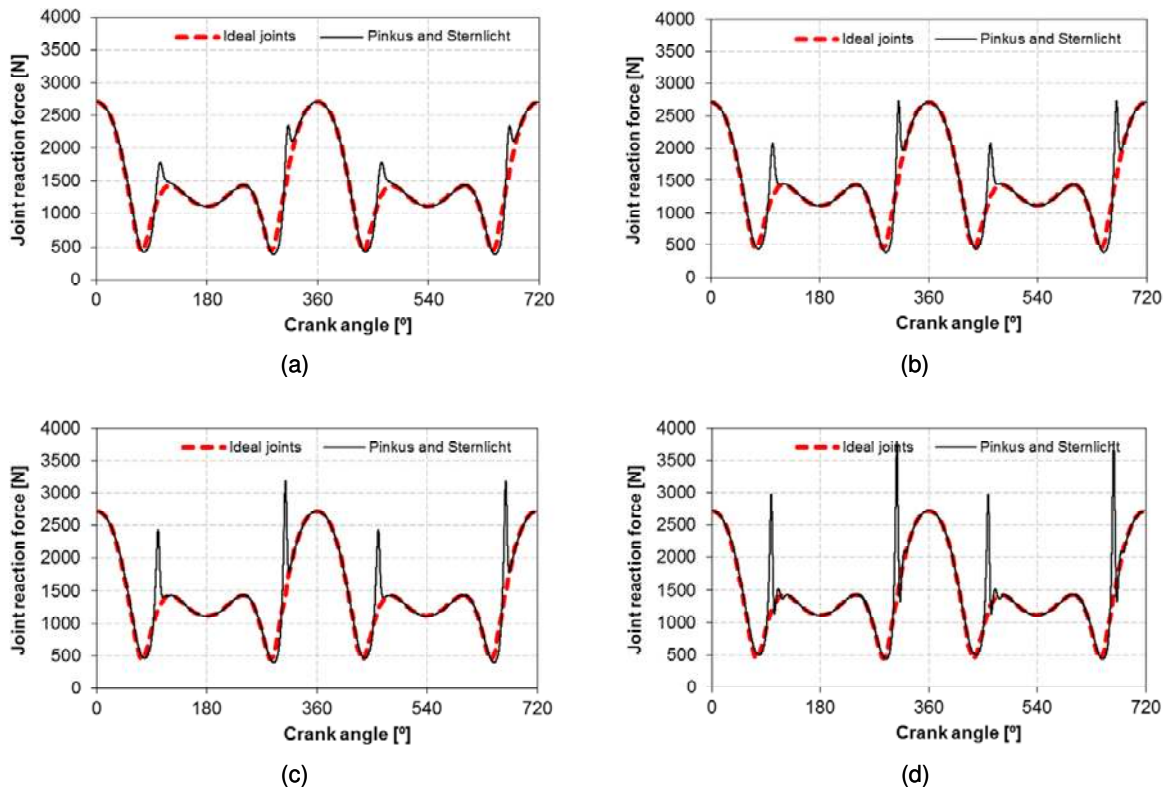 4000
Ideal joints Pinkus and Sternlicht
3500
3000
2500
2000
1500
1000
500
0
Joint reaction force [N]
0 180 360 540 720
Crank angle [º]
(a)
4000
Ideal joints Pinkus and Sternlicht
3500
3000
2500
2000
1500
1000
500
0
Joint reaction force [N]
0 180 360 540 720
Crank angle [º]
(b)
4000
Ideal joints Pinkus and Sternlicht
3500
3000
2500
2000
1500
1000
500
0
Joint reaction force [N]
0 180 360 540 720
Crank angle [º]
(c)
4000
Ideal joints Pinkus and Sternlicht
3500
3000
2500
2000
1500
1000
500
0
Joint reaction force [N]
0 180 360 540 720
Crank angle [º]
(d)